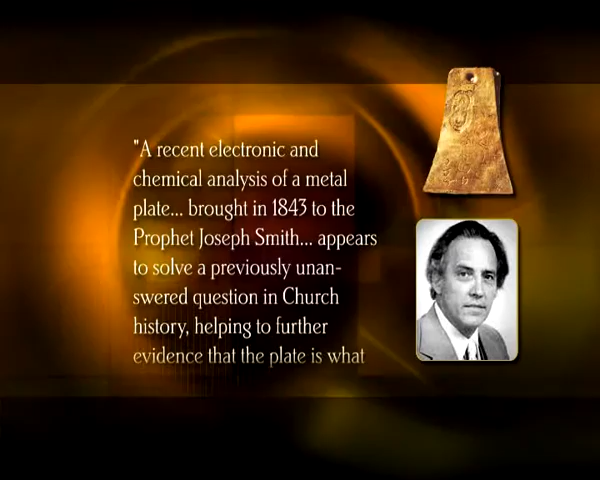 "A recent electronic and
chemical analysis of a metal
plate... brought in 1843 to the
Prophet Joseph Smith... appears
to solve a previously unan-
swered question in Church
history, helping to further
evidence that the plate is what